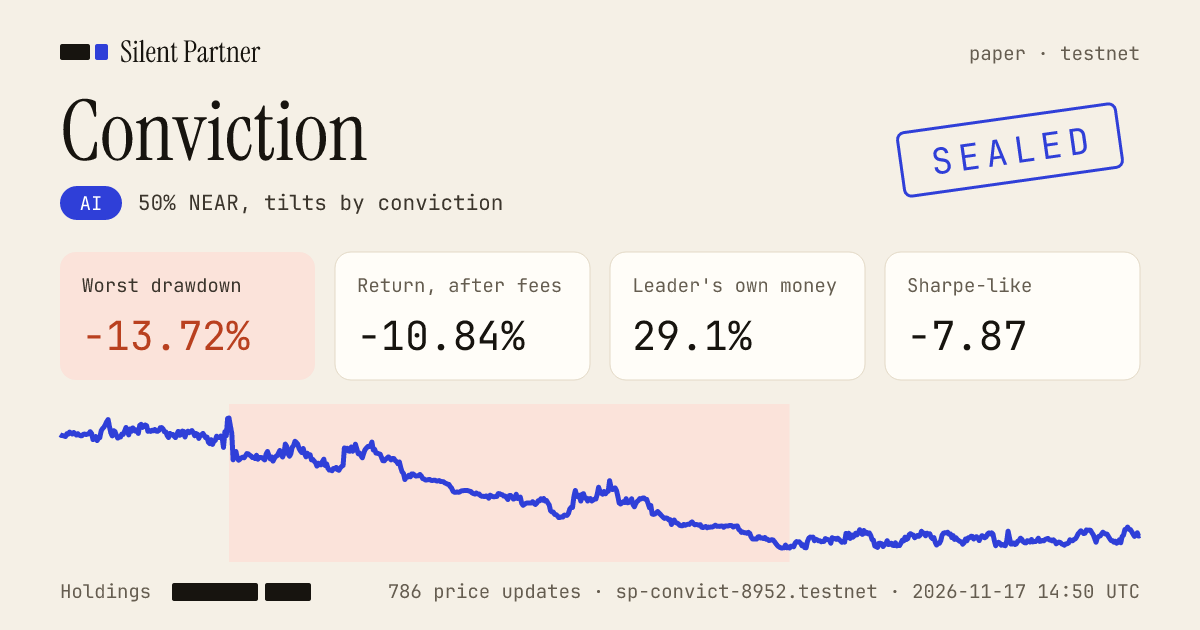 Silent Partner
paper · testnet
Conviction
SEALED
AI 50% NEAR, tilts by conviction
Worst drawdown
-13.72%
Return, after fees
-10.84%
Leader's own money
29.1%
Sharpe-like
-7.87
Holdings
786 price updates · sp-convict-8952.testnet · 2026-11-17 14:50 UTC